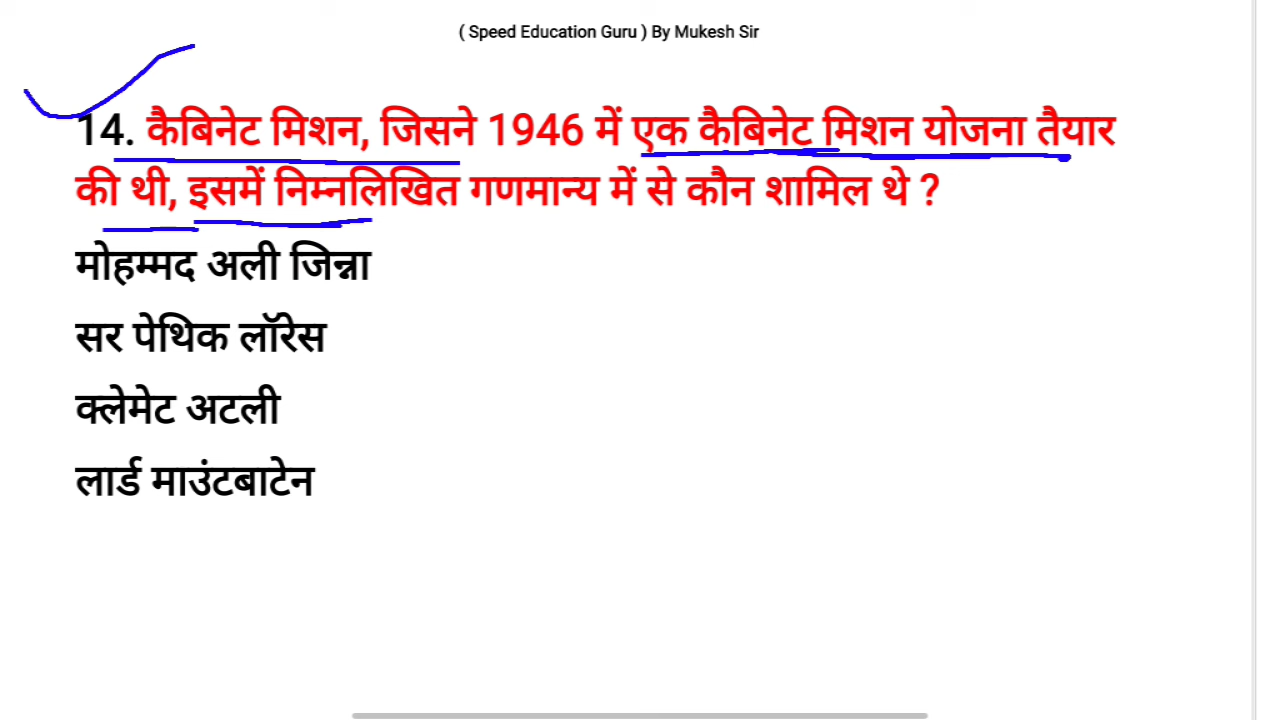 ( Speed Education Guru ) By Mukesh Sir
14. कैबिनेट मिशन, जिसने 1946 में एक कैबिनेट मिशन योजना तैयार
की थी, इसमें निम्नलिखित गणमान्य में से कौन शामिल थे ?
मोहम्मद अली जिन्ना
सर पेथिक लॉरेस
क्लेमेट अटली
लार्ड माउंटबाटेन